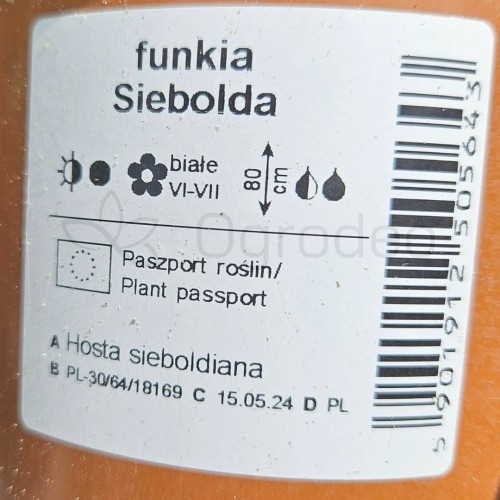 funkia
Siebolda
białe
VI-VII
80
cm
Ogrodeo
Paszport roślin/
Plant passport
A Hosta sieboldiana
B PL-30/64/18169 C 15.05.24 D PL
5901912505643